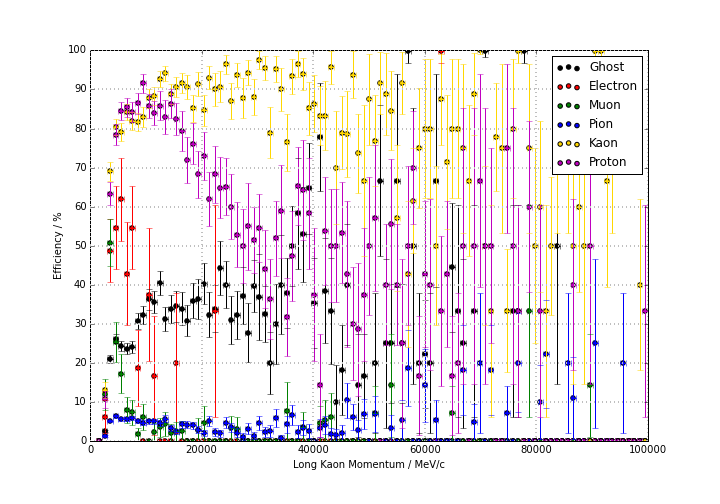 100
90
80
70
60
50
40
30
20
10
0
Efficiency / %
0
20000
40000
60000
80000
100000
Long Kaon Momentum / MeV/c
Ghost
Electron
Muon
Pion
Kaon
Proton